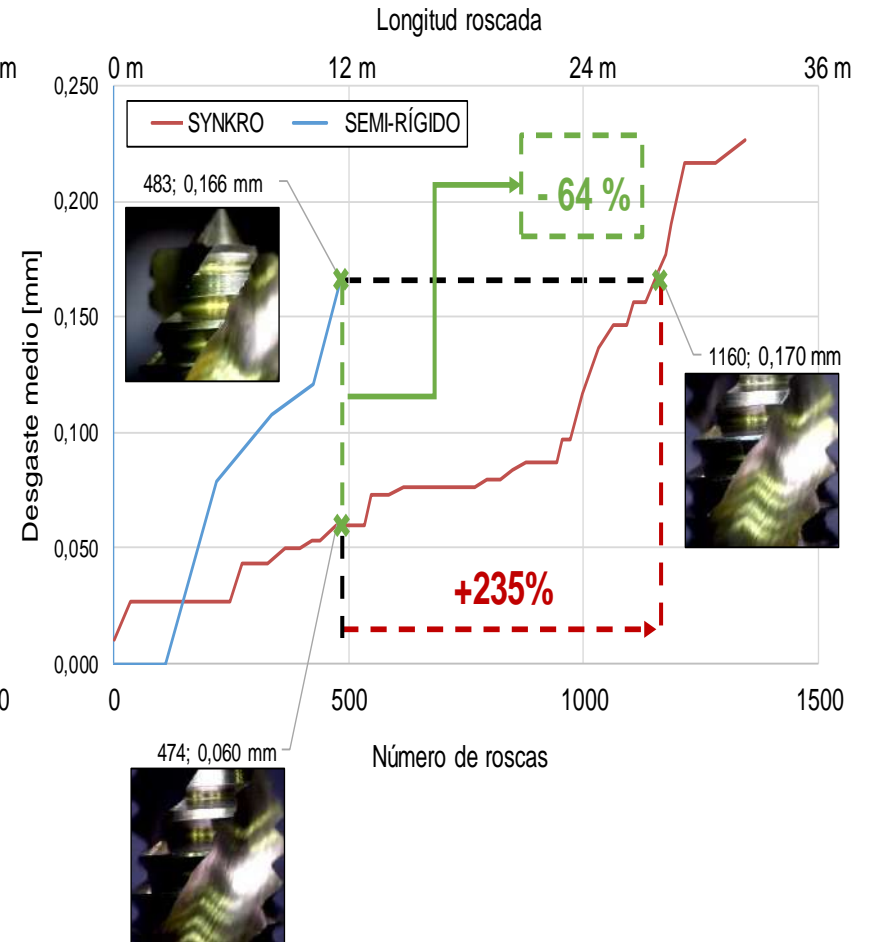 Longitud roscada
m
0 m
12 m
24 m
36 m
0,250
SYNKRO
SEMI-RÍGIDO
483; 0,166 mm
- 64 %
0,200
0,150
1160; 0,170 mm
Desgaste medio [mm]
0,100
0,050
+235%
0,000
0
0
500
1000
1500
474; 0,060 mm
Número de roscas